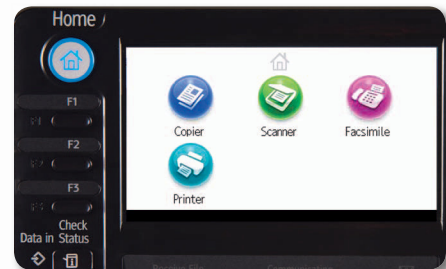 Home
F1
F2
F3
Check
Data in Status
Copier
Scanner
Facsimile
Printer